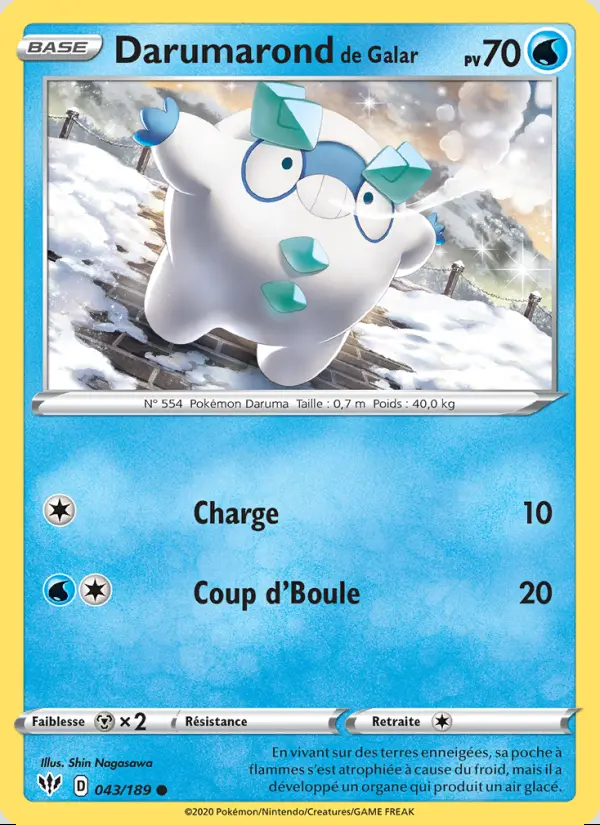 BASE Darumarond de Galar PV70
N° 554 Pokémon Daruma Taille : 0,7 m Poids : 40,0 kg
Charge 10
Coup d'Boule 20
Faiblesse ×2 Résistance Retraite
Illus. Shin Nagasawa
D 043/189
En vivant sur des terres enneigées, sa poche à
flammes s'est atrophiée à cause du froid, mais il a
développé un organe qui produit un air glacé.
©2020 Pokémon/Nintendo/Creatures/GAME FREAK